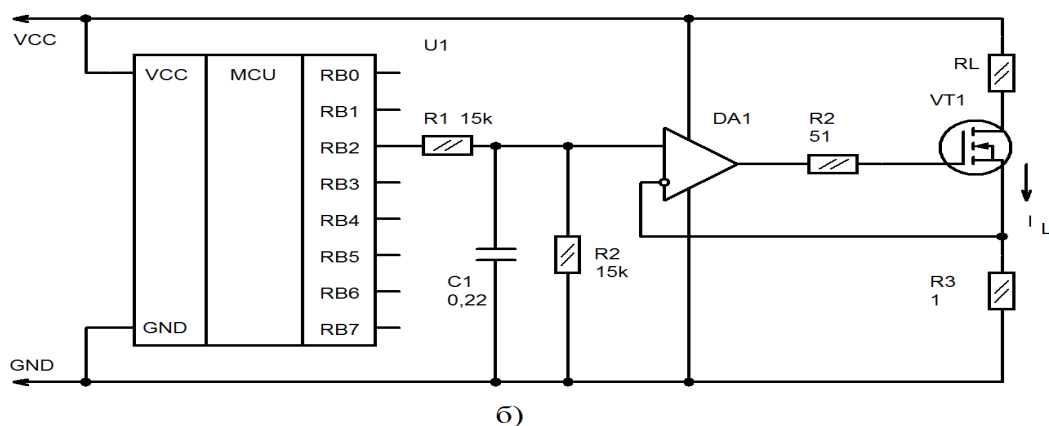 VCC
U1
VCC
MCU
RB0
RB1
RB2
RB3
RB4
RB5
RB6
RB7
GND
GND
R1 15k
C1
0,22
R2
15k
DA1
R2
51
RL
VT1
I L
R3
1
б)